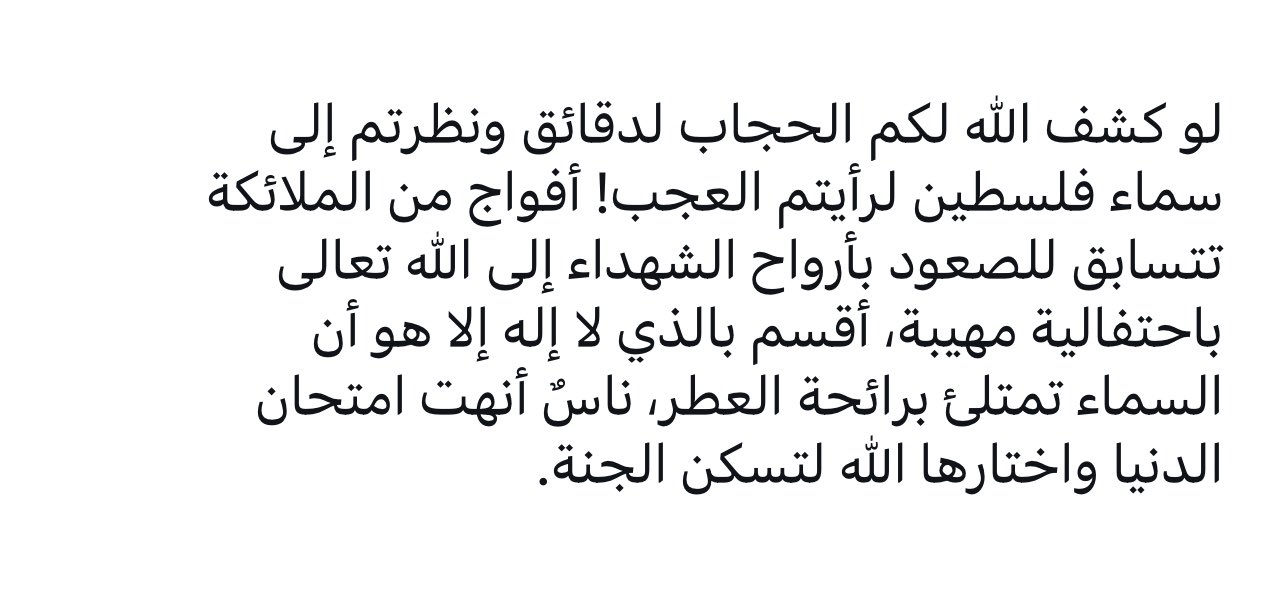 لو كشف الله لكم الحجاب لدقائق ونظرتم إلى
سماء فلسطين لرأيتم العجب! أفواج من الملائكة
تتسابق للصعود بأرواح الشهداء إلى الله تعالى
باحتفالية مهيبة، أقسم بالذي لا إله إلا هو أن
السماء تمتلئ برائحة العطر، ناسٌ أنهت امتحان
الدنيا واختارها الله لتسكن الجنة.